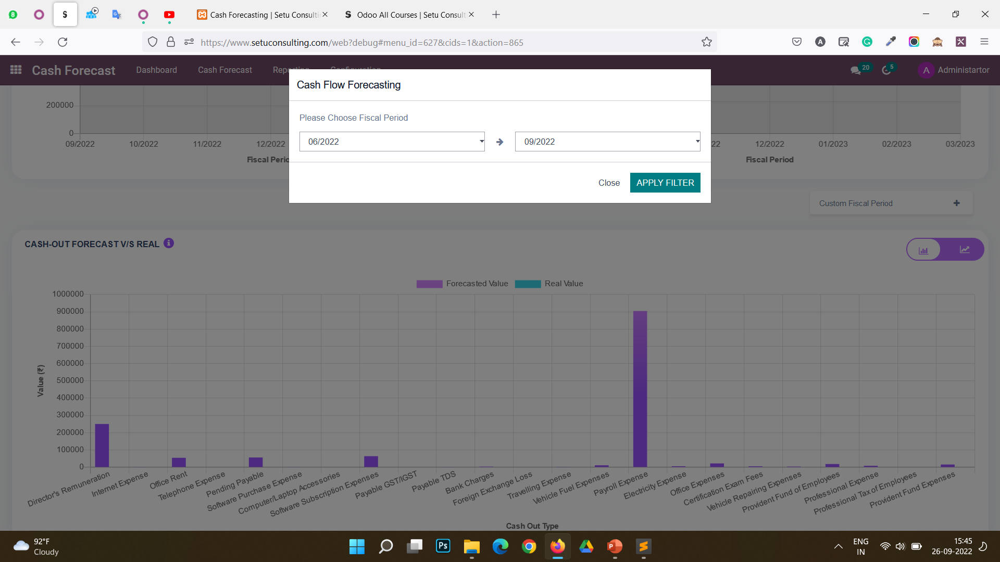 Cash Forecasting | Setu Consulti
Odoo All Courses | Setu Consult
https://www.setuconsulting.com/web?debug#menu_id=627&cids=1&action=865
Cash Forecast
Dashboard
Cash Forecast
Reporting
Configuration
20
5
A
Administartor
Cash Flow Forecasting
Please Choose Fiscal Period
06/2022
09/2022
Close
APPLY FILTER
200000
0
09/2022
10/2022
11/2022
12/2022
22
12/2022
01/2023
02/2023
03/2023
Fiscal Perio
Fiscal Period
Custom Fiscal Period
CASH-OUT FORECAST V/S REAL
Forecasted Value
Real Value
1000000
900000
800000
700000
600000
500000
400000
300000
200000
100000
0
Value (₹)
Director's Remuneration
Internet Expense
Office Rent
Telephone Expense
Pending Payable
Software Purchase Expense
Computer/Laptop Accessories
Software Subscription Expenses
Payable GST/IGST
Payable TDS
Bank Charges
Foreign Exchange Loss
Travelling Expense
Vehicle Fuel Expenses
Payroll Expense
Electricity Expense
Office Expenses
Certification Exam Fees
Vehicle Repairing Expenses
Provident Fund of Employees
Professional Expense
Professional Tax of Employees
Provident Fund Expenses
Cash Out Type
92°F
Cloudy
ENG
IN
15:45
26-09-2022